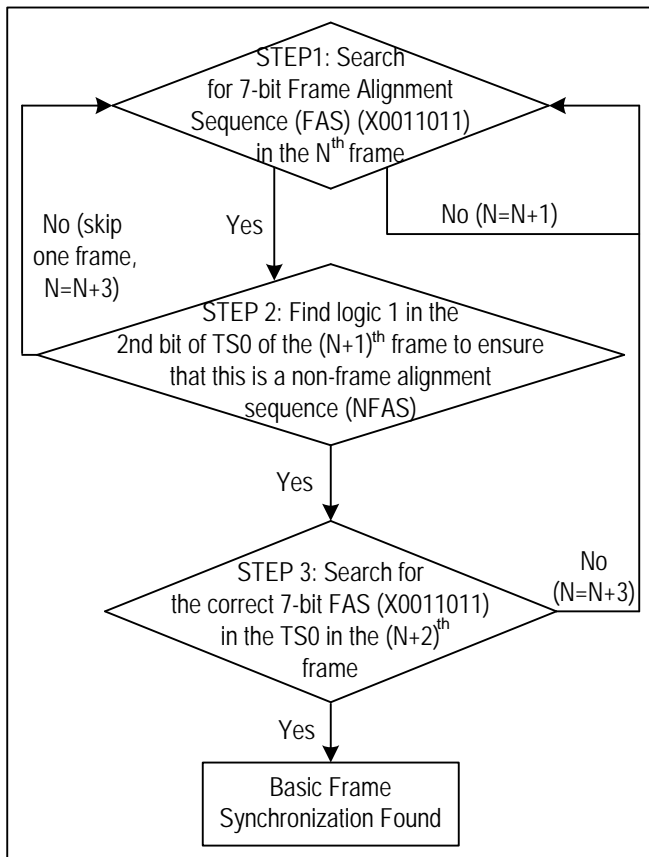 STEP1: Search
for 7-bit Frame Alignment
Sequence (FAS) (X0011011)
in the Nth frame
No (skip
one frame,
N=N+3)
Yes
No (N=N+1)
STEP 2: Find logic 1 in the
2nd bit of TS0 of the (N+1)th frame to ensure
that this is a non-frame alignment
sequence (NFAS)
Yes
STEP 3: Search for
the correct 7-bit FAS (X0011011)
in the TS0 in the (N+2)th
frame
No
(N=N+3)
Yes
Basic Frame
Synchronization Found